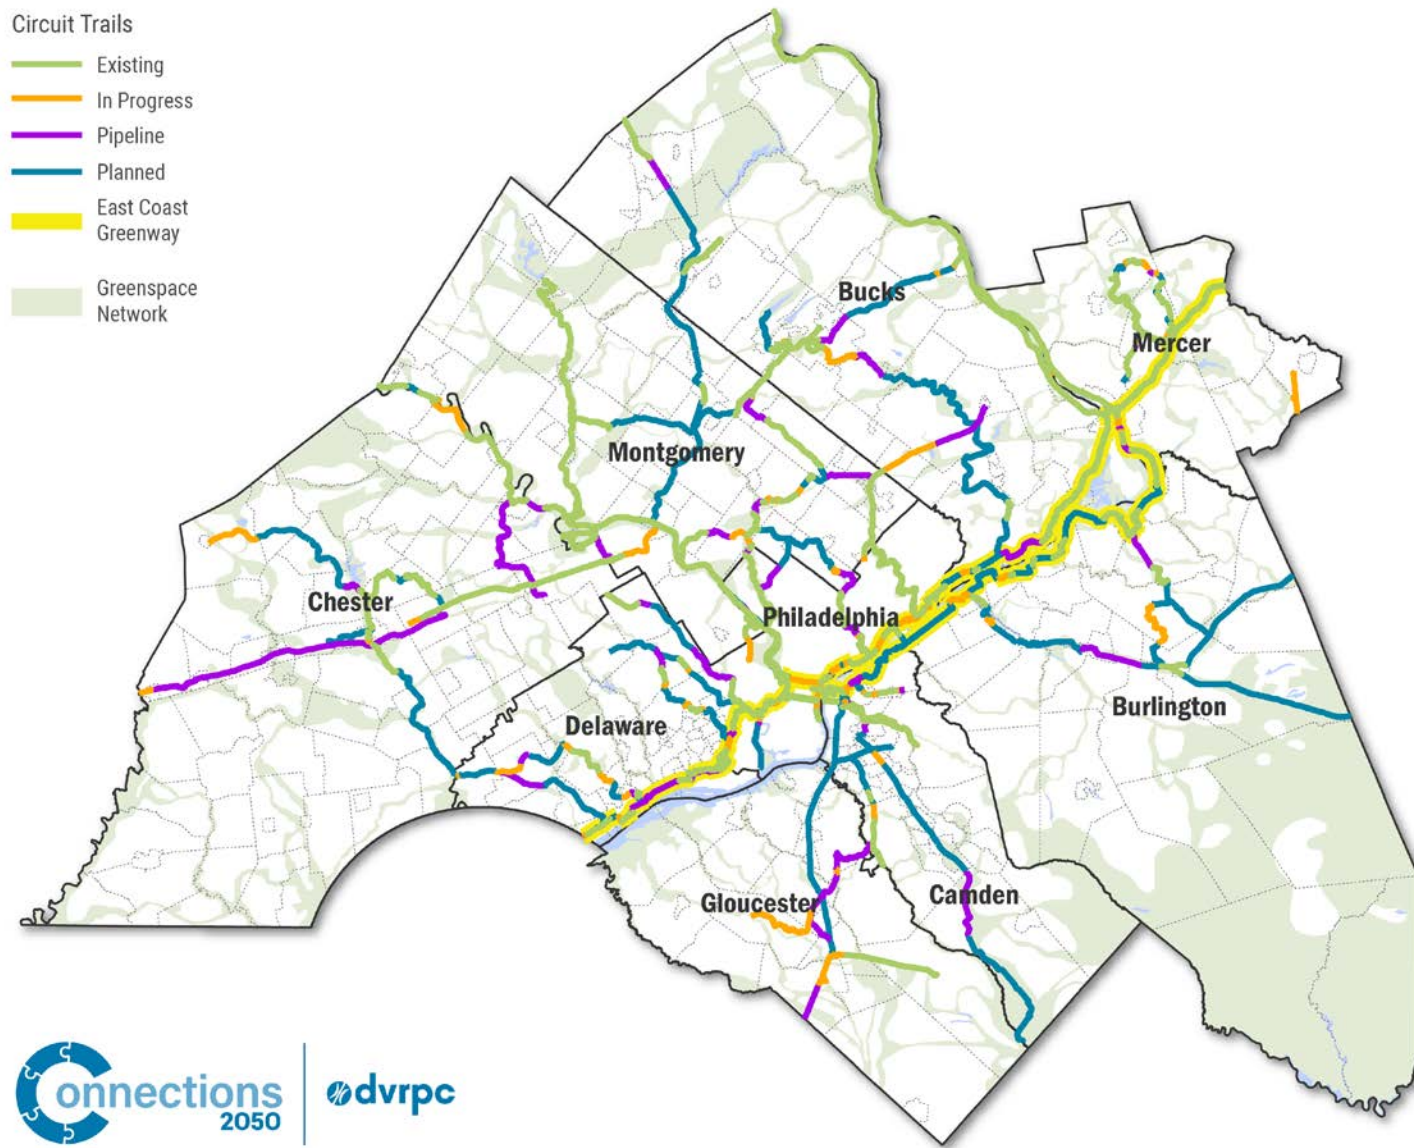 Circuit Trails
Existing
In Progress
Pipeline
Planned
East Coast
Greenway
Greenspace
Network
Bucks
Mercer
Montgomery
Chester
Philadelphia
Delaware
Burlington
Gloucester
Camden
Connections
2050
dvrpc